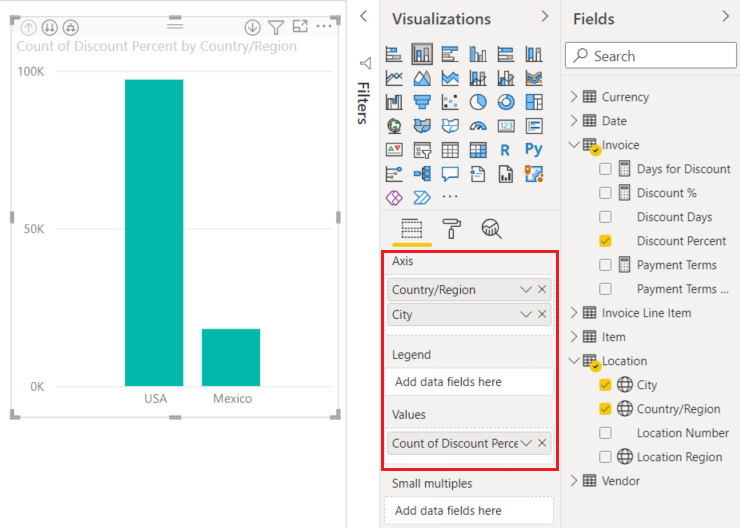 Count of Discount Percent by Country/Region
100K
50K
0K
USA
Mexico
Filters
Visualizations
123
R
Py
Axis
Country/Region
City
Legend
Add data fields here
Values
Count of Discount Perce
Small multiples
Add data fields here
Fields
Search
Currency
Date
Invoice
Days for Discount
Discount %
Discount Days
Discount Percent
Payment Terms
Payment Terms ...
Invoice Line Item
Item
Location
City
Country/Region
Location Number
Location Region
Vendor